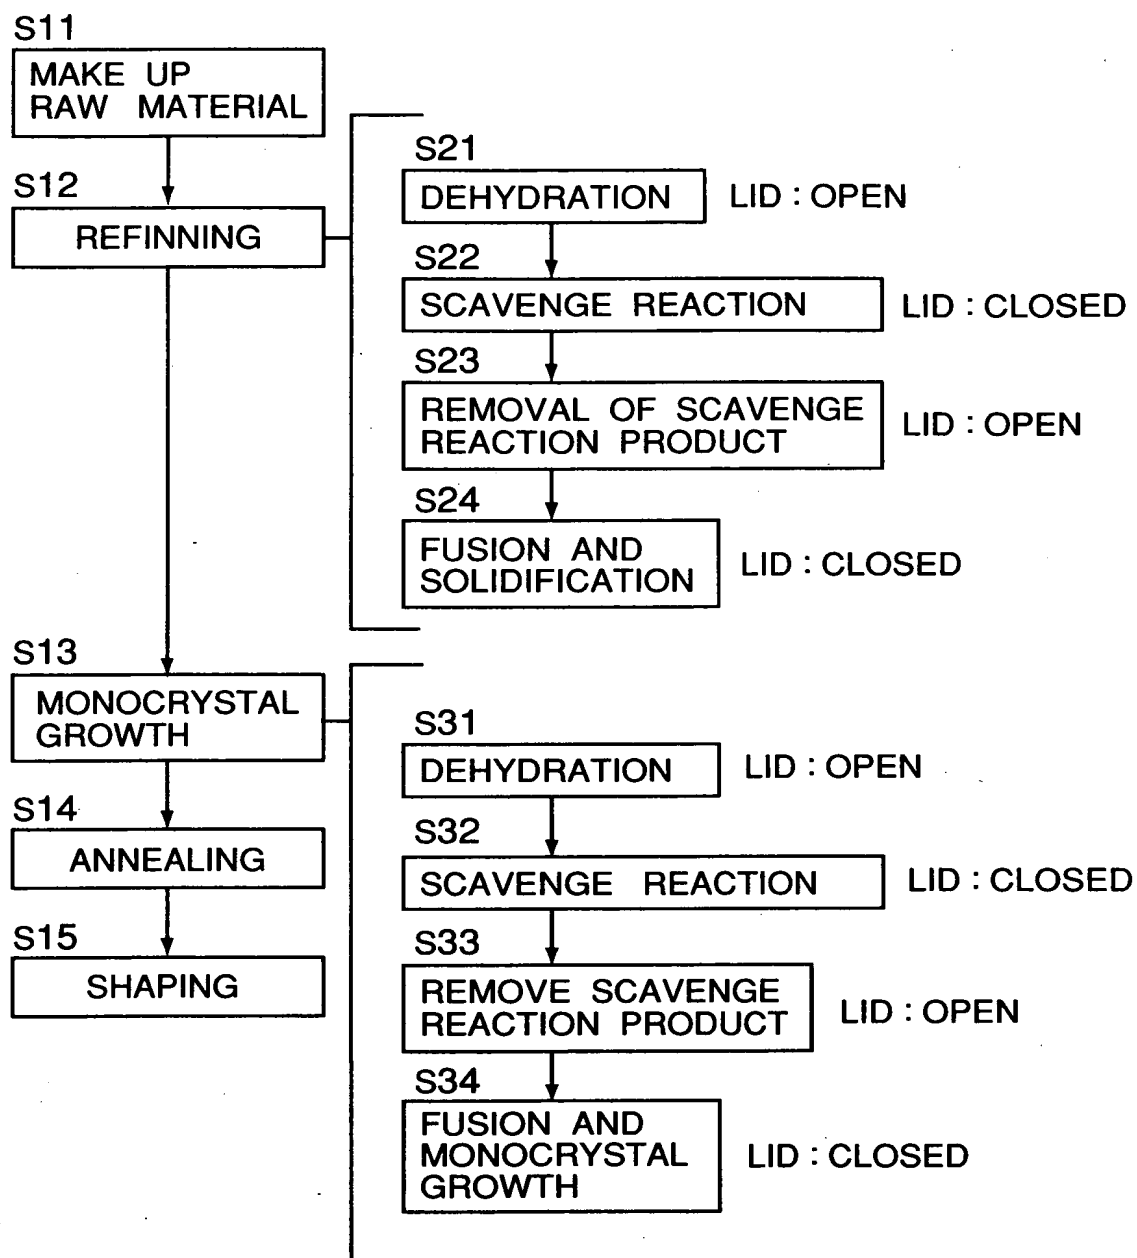 S11
MAKE UP
RAW MATERIAL
S12
REFINNING
S21
DEHYDRATION
LID : OPEN
S22
SCAVENGE REACTION
LID : CLOSED
S23
REMOVAL OF SCAVENGE
REACTION PRODUCT
LID : OPEN
S24
FUSION AND
SOLIDIFICATION
LID : CLOSED
S13
MONOCRYSTAL
GROWTH
S31
DEHYDRATION
LID : OPEN
S32
SCAVENGE REACTION
LID : CLOSED
S33
REMOVE SCAVENGE
REACTION PRODUCT
LID : OPEN
S34
FUSION AND
MONOCRYSTAL
GROWTH
LID : CLOSED
S14
ANNEALING
S15
SHAPING